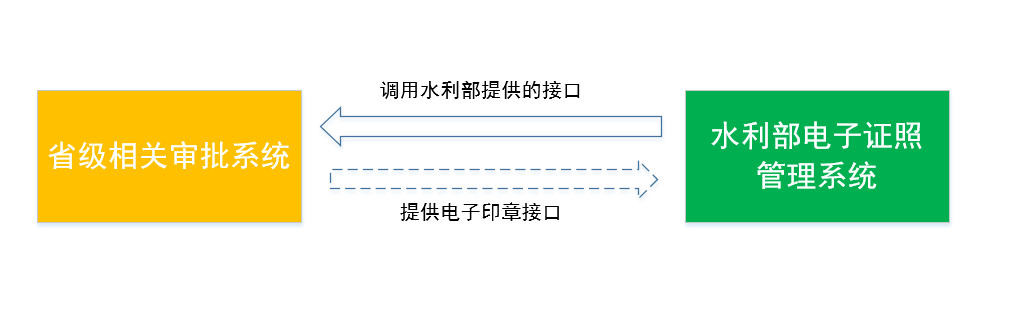 调用水利部提供的接口
省级相关审批系统
水利部电子证照
管理系统
提供电子印章接口